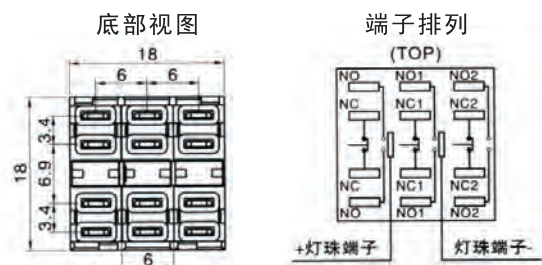 底部视图
端子排列
18
6 6
18
3.4
6.9
3.4
6
(TOP)
NO NO1 NO2
NC NC1 NC2
NC NC1 NC2
NO NO1 NO2
+灯珠端子 灯珠端子-